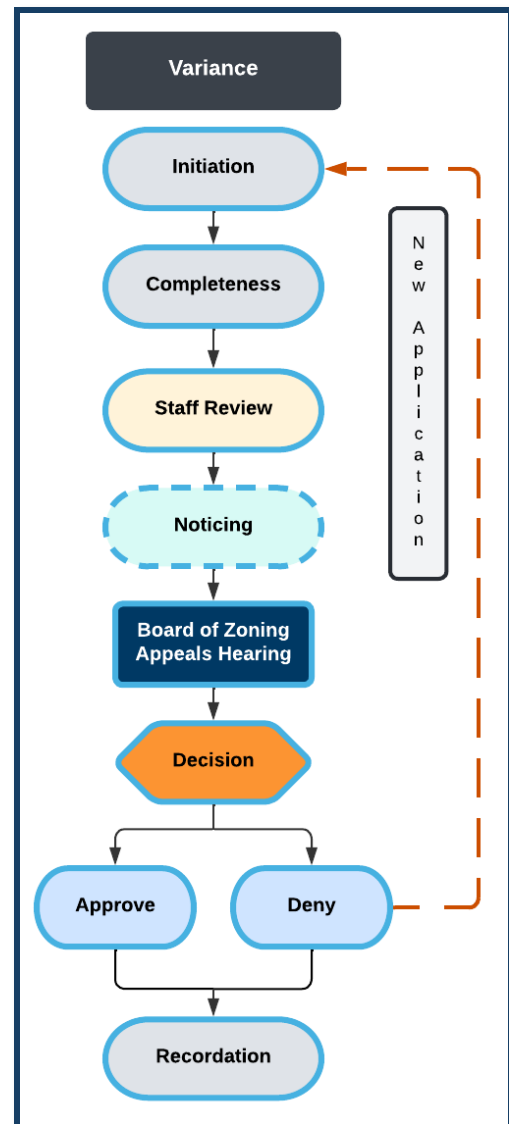 Variance
Initiation
New Application
Completeness
Staff Review
Noticing
Board of Zoning
Appeals Hearing
Decision
Approve
Deny
Recordation